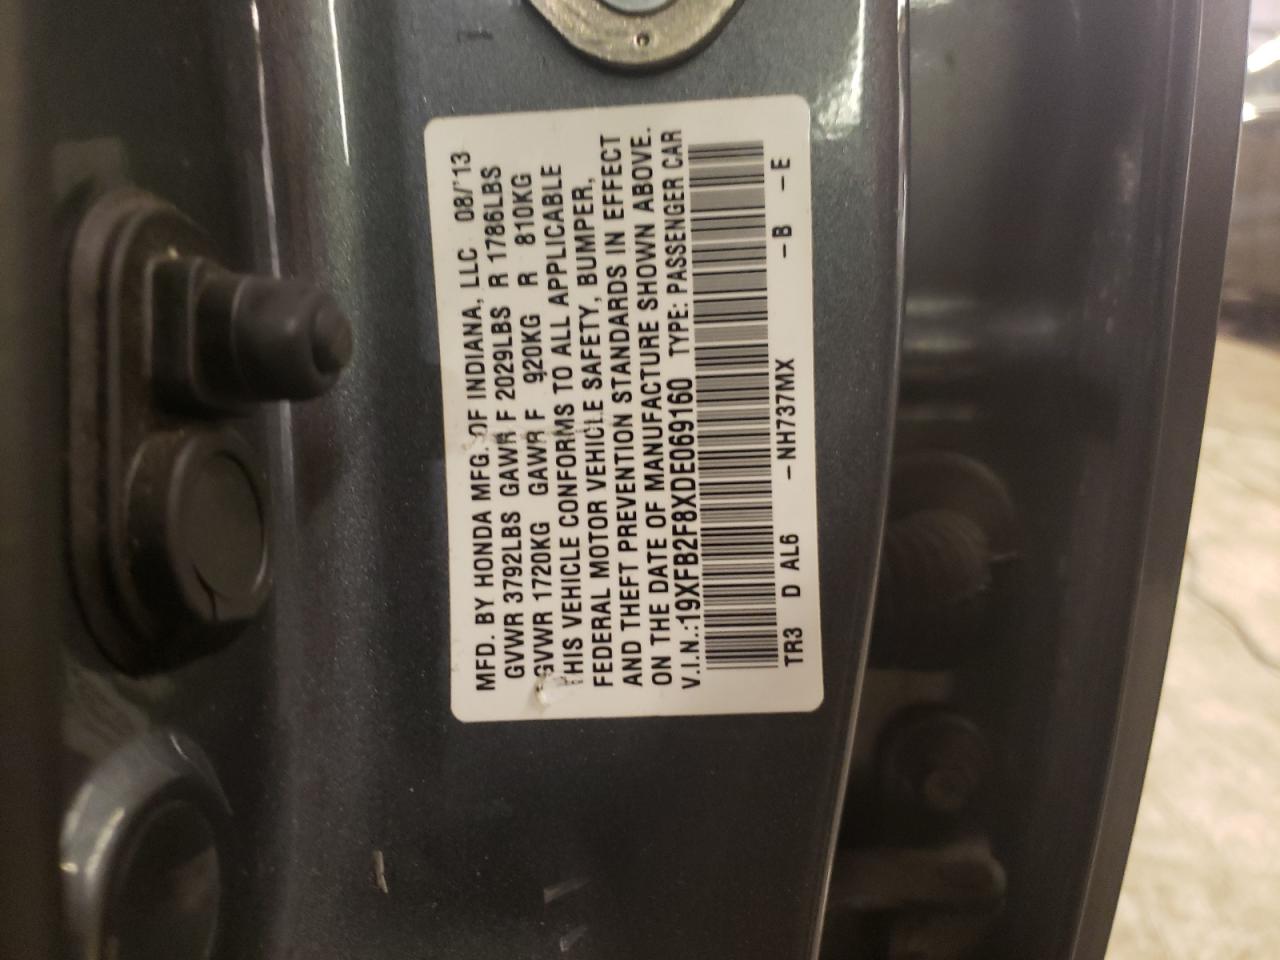 MFD. BY HONDA MFG. OF INDIANA, LLC 08/'13
GVWR 3792LBS GAWR F 2029LBS R 1786LBS
GVWR 1720KG GAWR F 920KG R 810KG
THIS VEHICLE CONFORMS TO ALL APPLICABLE
FEDERAL MOTOR VEHICLE SAFETY, BUMPER,
AND THEFT PREVENTION STANDARDS IN EFFECT
ON THE DATE OF MANUFACTURE SHOWN ABOVE.
V.I.N.:19XFB2F8XDE069160 TYPE: PASSENGER CAR
TR3 D AL6 -NH737MX -B -E